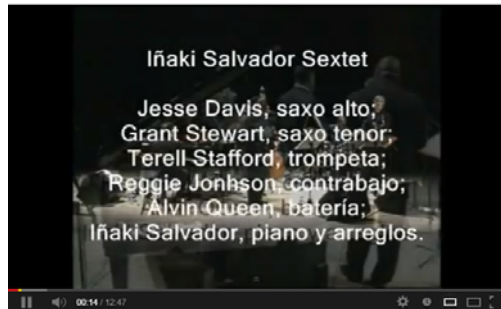 Iñaki Salvador Sextet
Jesse Davis, saxo alto;
Grant Stewart, saxo tenor;
Terell Stafford, trompeta;
Reggie Jonhson, contrabajo;
Alvin Queen, batería;
Iñaki Salvador, piano y arreglos.
00:14 / 12:47